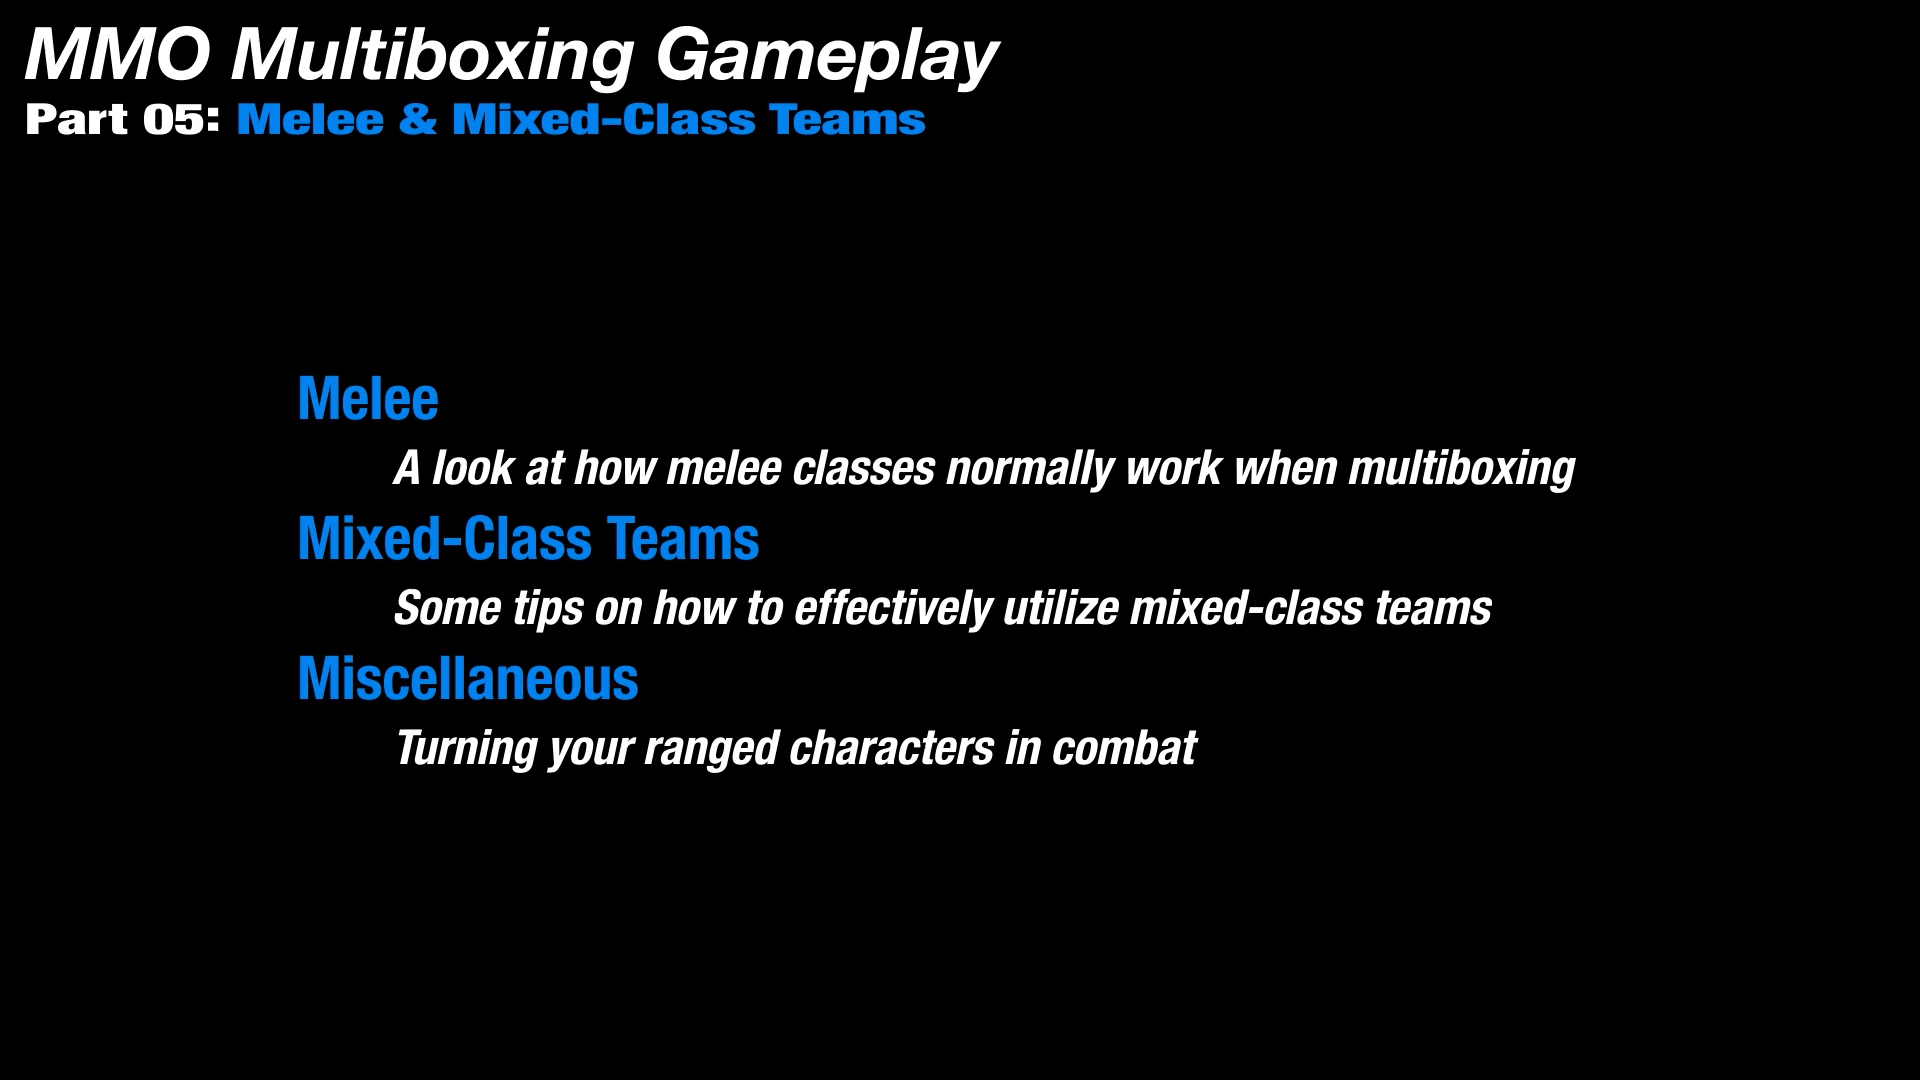 MMO Multiboxing Gameplay
Part 05: Melee & Mixed-Class Teams
Melee
A look at how melee classes normally work when multiboxing
Mixed-Class Teams
Some tips on how to effectively utilize mixed-class teams
Miscellaneous
Turning your ranged characters in combat